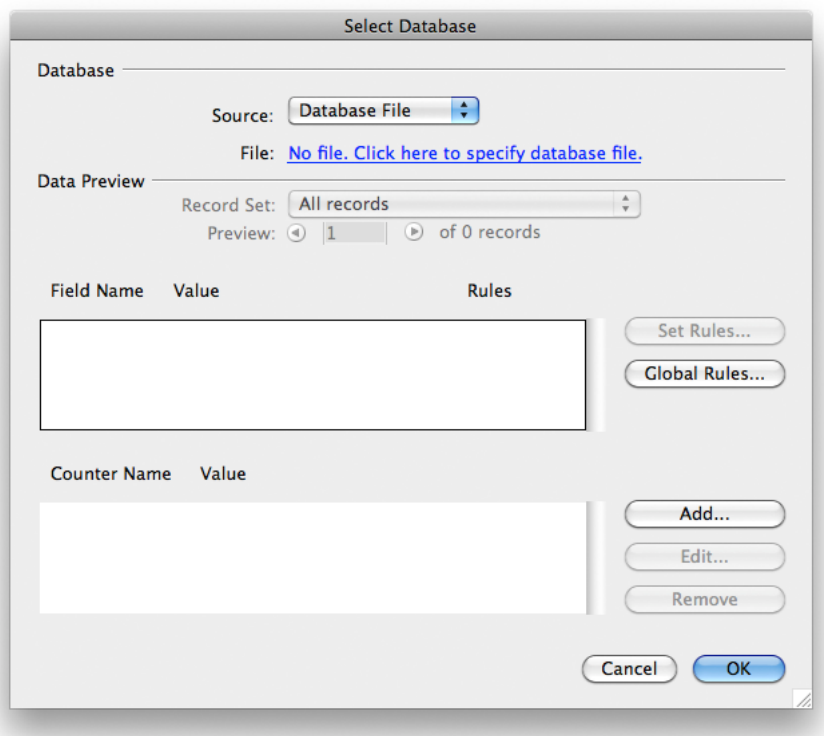 Select Database
Database
Source: Database File
File: No file. Click here to specify database file.
Data Preview
Record Set: All records
Preview: 1 of 0 records
Field Name Value Rules
Set Rules...
Global Rules...
Counter Name Value
Add...
Edit...
Remove
Cancel OK